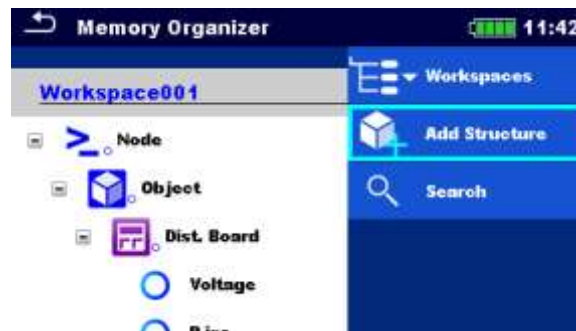 Memory Organizer 11:42
Workspace001
Workspaces
Node
Add Structure
Object
Search
Dist. Board
Voltage